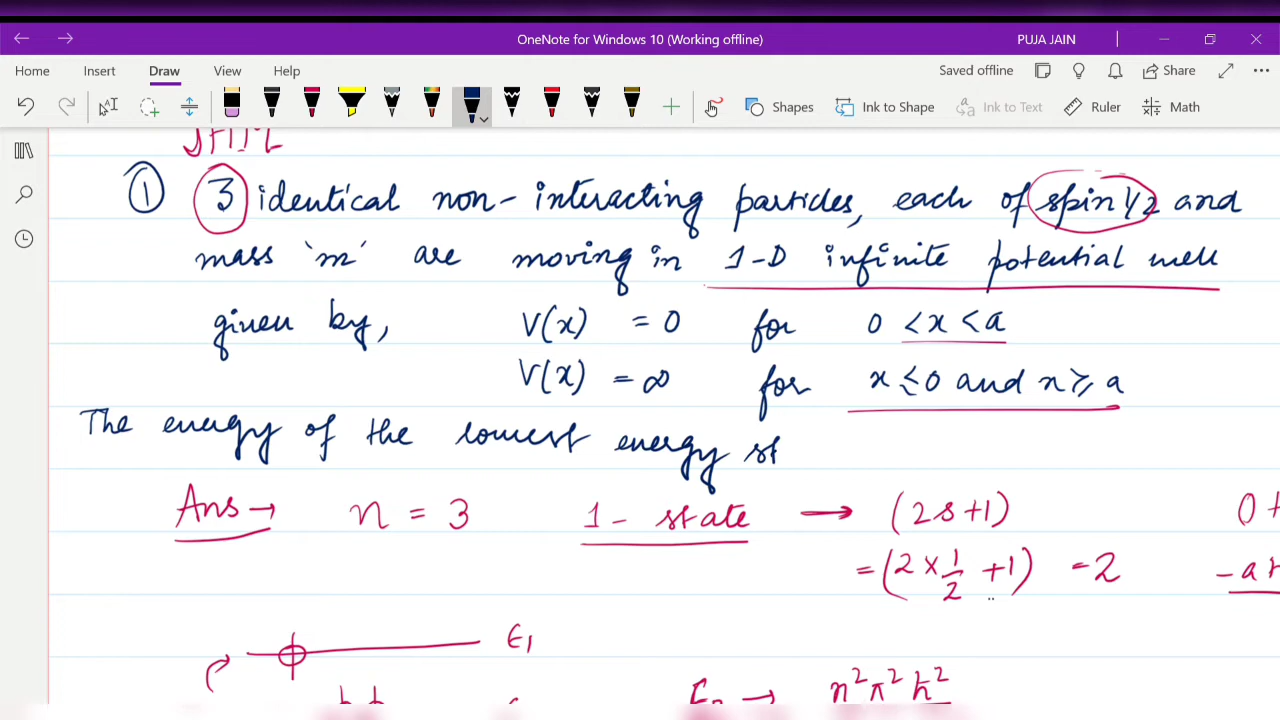 OneNote for Windows 10 (Working offline)
PUJA JAIN
Home Insert Draw View Help
Saved offline
Share
Shapes
Ink to Shape
Ink to Text
Ruler
Math
① 3 identical non-interacting particles, each of spin 1/2 and
mass 'm' are moving in 1-D infinite potential well
given by, V(x) = 0 for 0 < x < a
V(x) = ∞ for x ≤ 0 and x ≥ a
The energy of the lowest energy st
Ans → n = 3 1-state → (2s+1)
= (2 × 1/2 + 1) = 2
E1
n²π²ħ²